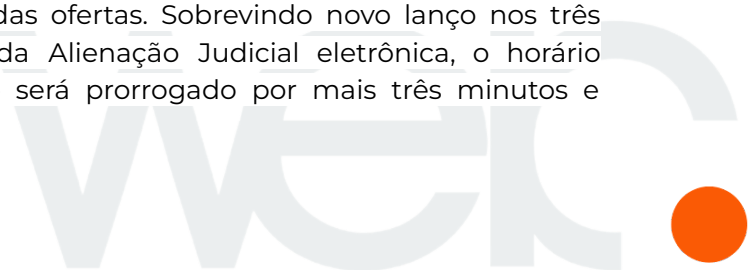 das ofertas. Sobrevindo novo lanço nos três
da Alienação Judicial eletrônica, o horário
será prorrogado por mais três minutos e